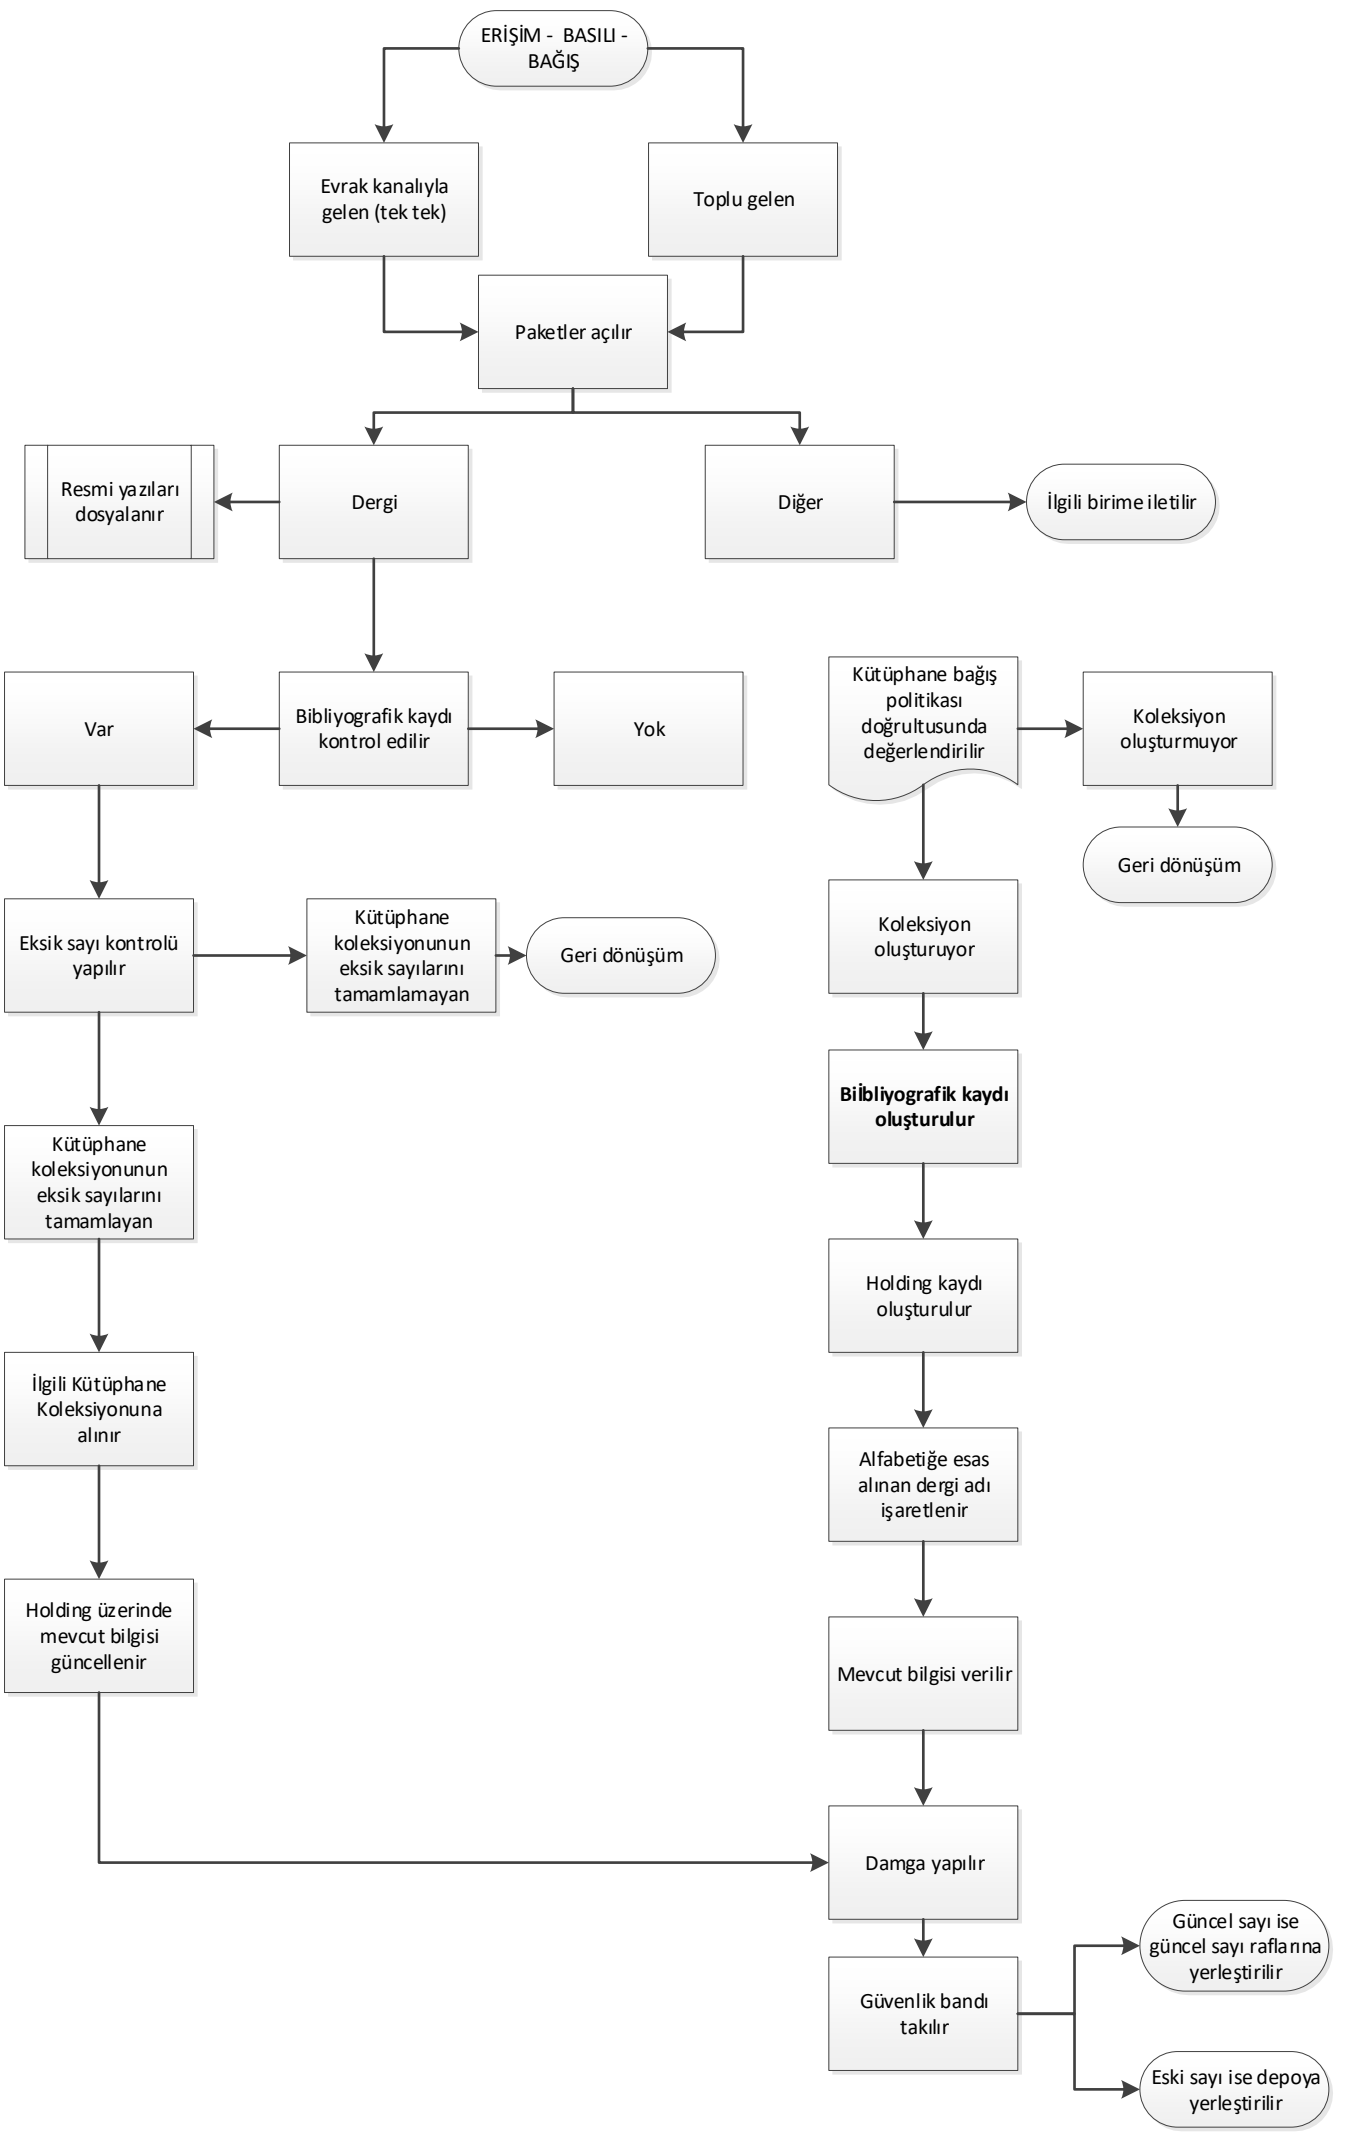 ERİŞİM - BASILI -
BAĞIŞ
Evrak kanalıyla
gelen (tek tek)
Toplu gelen
Paketler açılır
Resmi yazıları
dosyalanır
Dergi
Diğer
İlgili birime iletilir
Var
Bibliyografik kaydı
kontrol edilir
Yok
Kütüphane bağış
politikası
doğrultusunda
değerlendirilir
Koleksiyon
oluşturmuyor
Geri dönüşüm
Eksik sayı kontrolü
yapılır
Kütüphane
koleksiyonunun
eksik sayılarını
tamamlamayan
Geri dönüşüm
Koleksiyon
oluşturuyor
Biİbliyografik kaydı
oluşturulur
Kütüphane
koleksiyonunun
eksik sayılarını
tamamlayan
Holding kaydı
oluşturulur
İlgili Kütüphane
Koleksiyonuna
alınır
Alfabetiğe esas
alınan dergi adı
işaretlenir
Holding üzerinde
mevcut bilgisi
güncellenir
Mevcut bilgisi verilir
Damga yapılır
Güvenlik bandı
takılır
Güncel sayı ise
güncel sayı raflarına
yerleştirilir
Eski sayı ise depoya
yerleştirilir